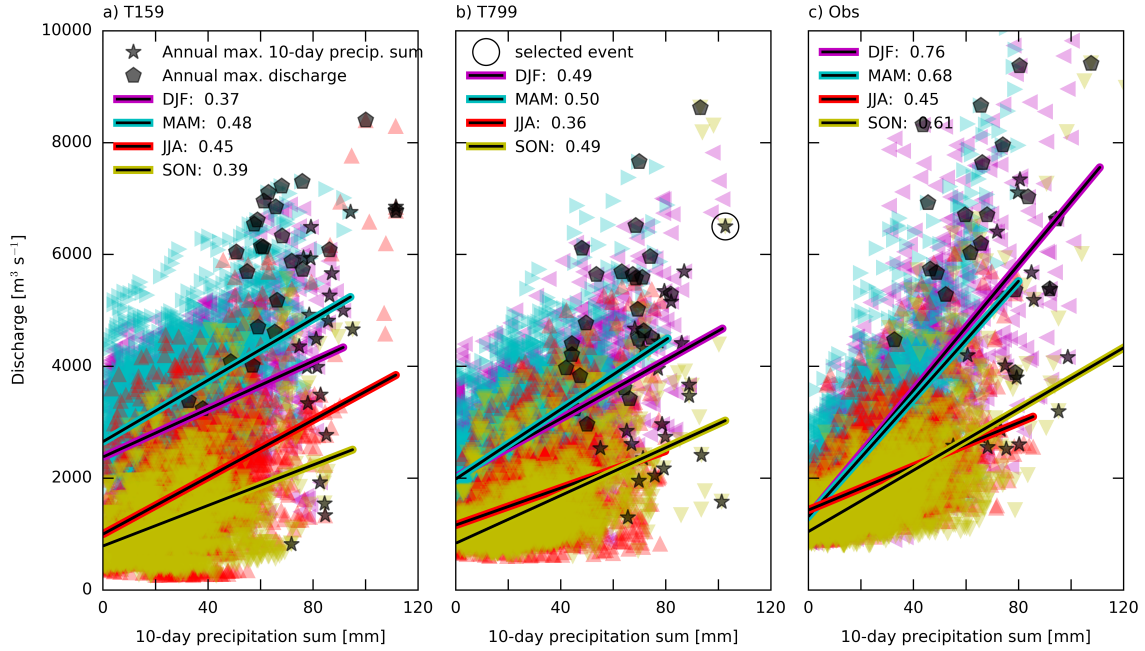 a) T159
b) T799
c) Obs
10000
8000
6000
4000
2000
0
Discharge [m³ s⁻¹]
Annual max. 10-day precip. sum
Annual max. discharge
DJF: 0.37
MAM: 0.48
JJA: 0.45
SON: 0.39
selected event
DJF: 0.49
MAM: 0.50
JJA: 0.36
SON: 0.49
DJF: 0.76
MAM: 0.68
JJA: 0.45
SON: 0.61
0 40 80 120
0 40 80 120
0 40 80 120
10-day precipitation sum [mm]
10-day precipitation sum [mm]
10-day precipitation sum [mm]